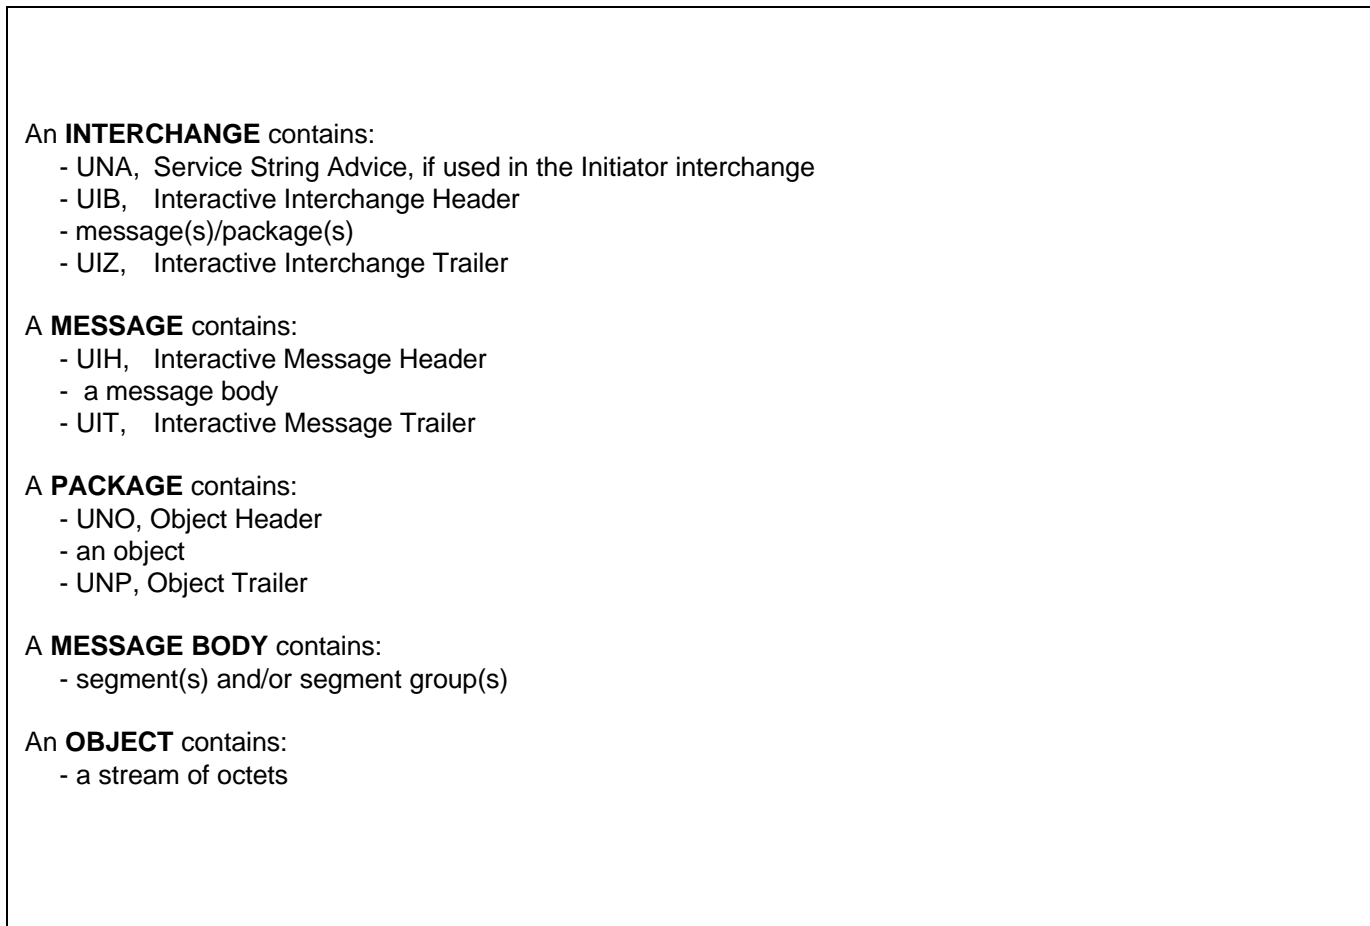 An INTERCHANGE contains:
- UNA, Service String Advice, if used in the Initiator interchange
- UIB, Interactive Interchange Header
- message(s)/package(s)
- UIZ, Interactive Interchange Trailer
A MESSAGE contains:
- UIH, Interactive Message Header
- a message body
- UIT, Interactive Message Trailer
A PACKAGE contains:
- UNO, Object Header
- an object
- UNP, Object Trailer
A MESSAGE BODY contains:
- segment(s) and/or segment group(s)
An OBJECT contains:
- a stream of octets